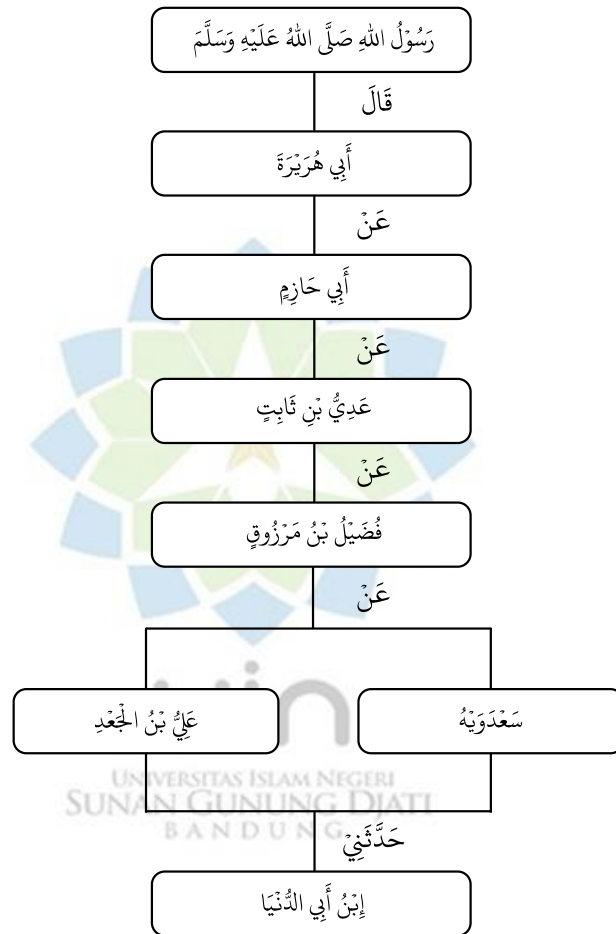 رَسُوْلُ اللهِ صَلَّى اللهُ عَلَيْهِ وَسَلَّمَ
قَالَ
أَبِي هُرَيْرَةَ
عَنْ
أَبِي حَازِمٍ
عَنْ
عَدِيُّ بْنِ ثَابِتٍ
عَنْ
فُضَيْلُ بْنُ مَرْزُوقٍ
عَنْ
سَعْدَوَيْهُ
عَلِيُّ بْنُ الْجَعْدِ
UNIVERSITAS ISLAM NEGERI
SUNAN GUNUNG DJATI
BANDUNG
حَدَّثَنِيْ
إِبْنُ أَبِي الدُّنْيَا